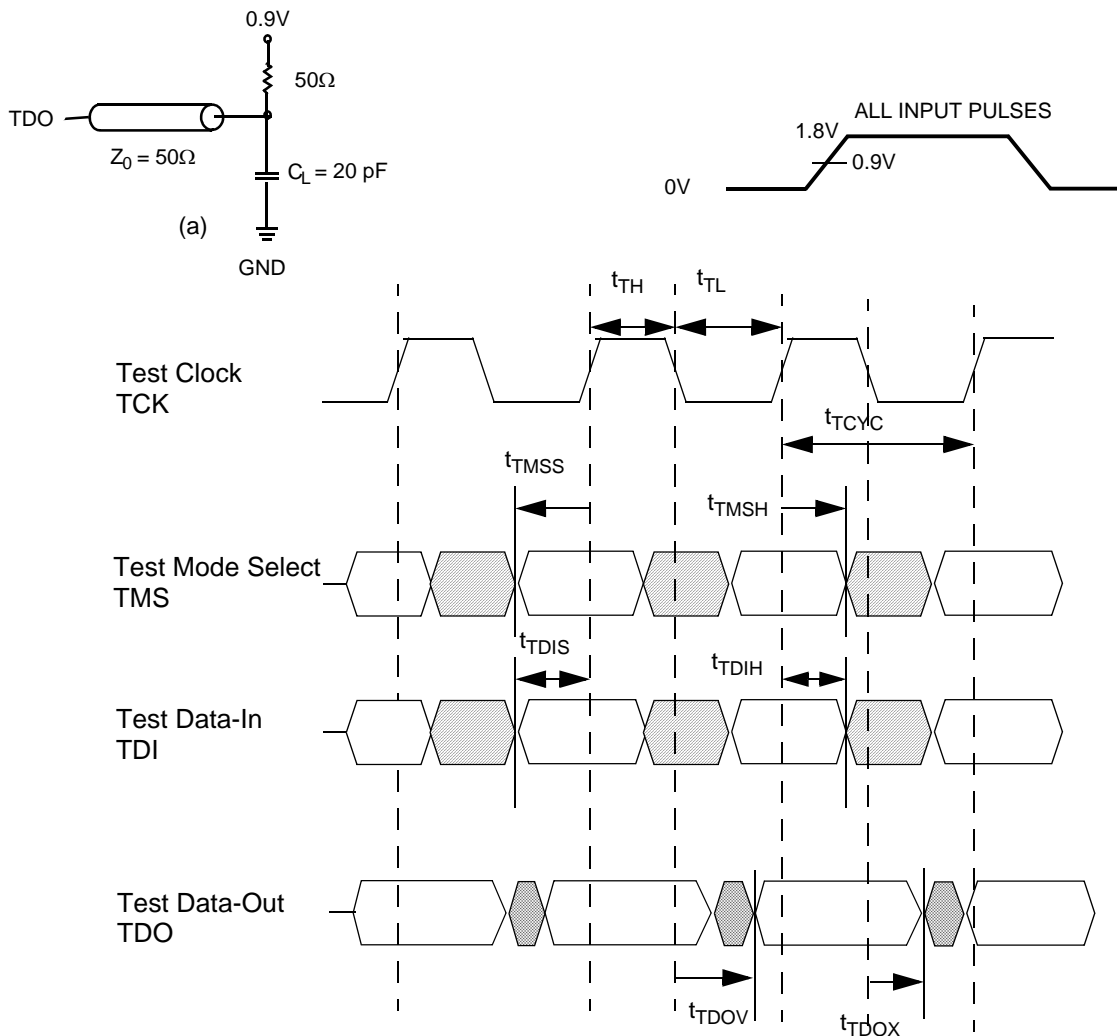 0.9V
50Ω
TDO
Z0 = 50Ω
CL = 20 pF
(a)
GND
ALL INPUT PULSES
1.8V
0.9V
0V
tTH
tTL
Test Clock
TCK
tTCYC
tTMSS
tTMSH
Test Mode Select
TMS
tTDIS
tTDIH
Test Data-In
TDI
Test Data-Out
TDO
tTDOV
tTDOX